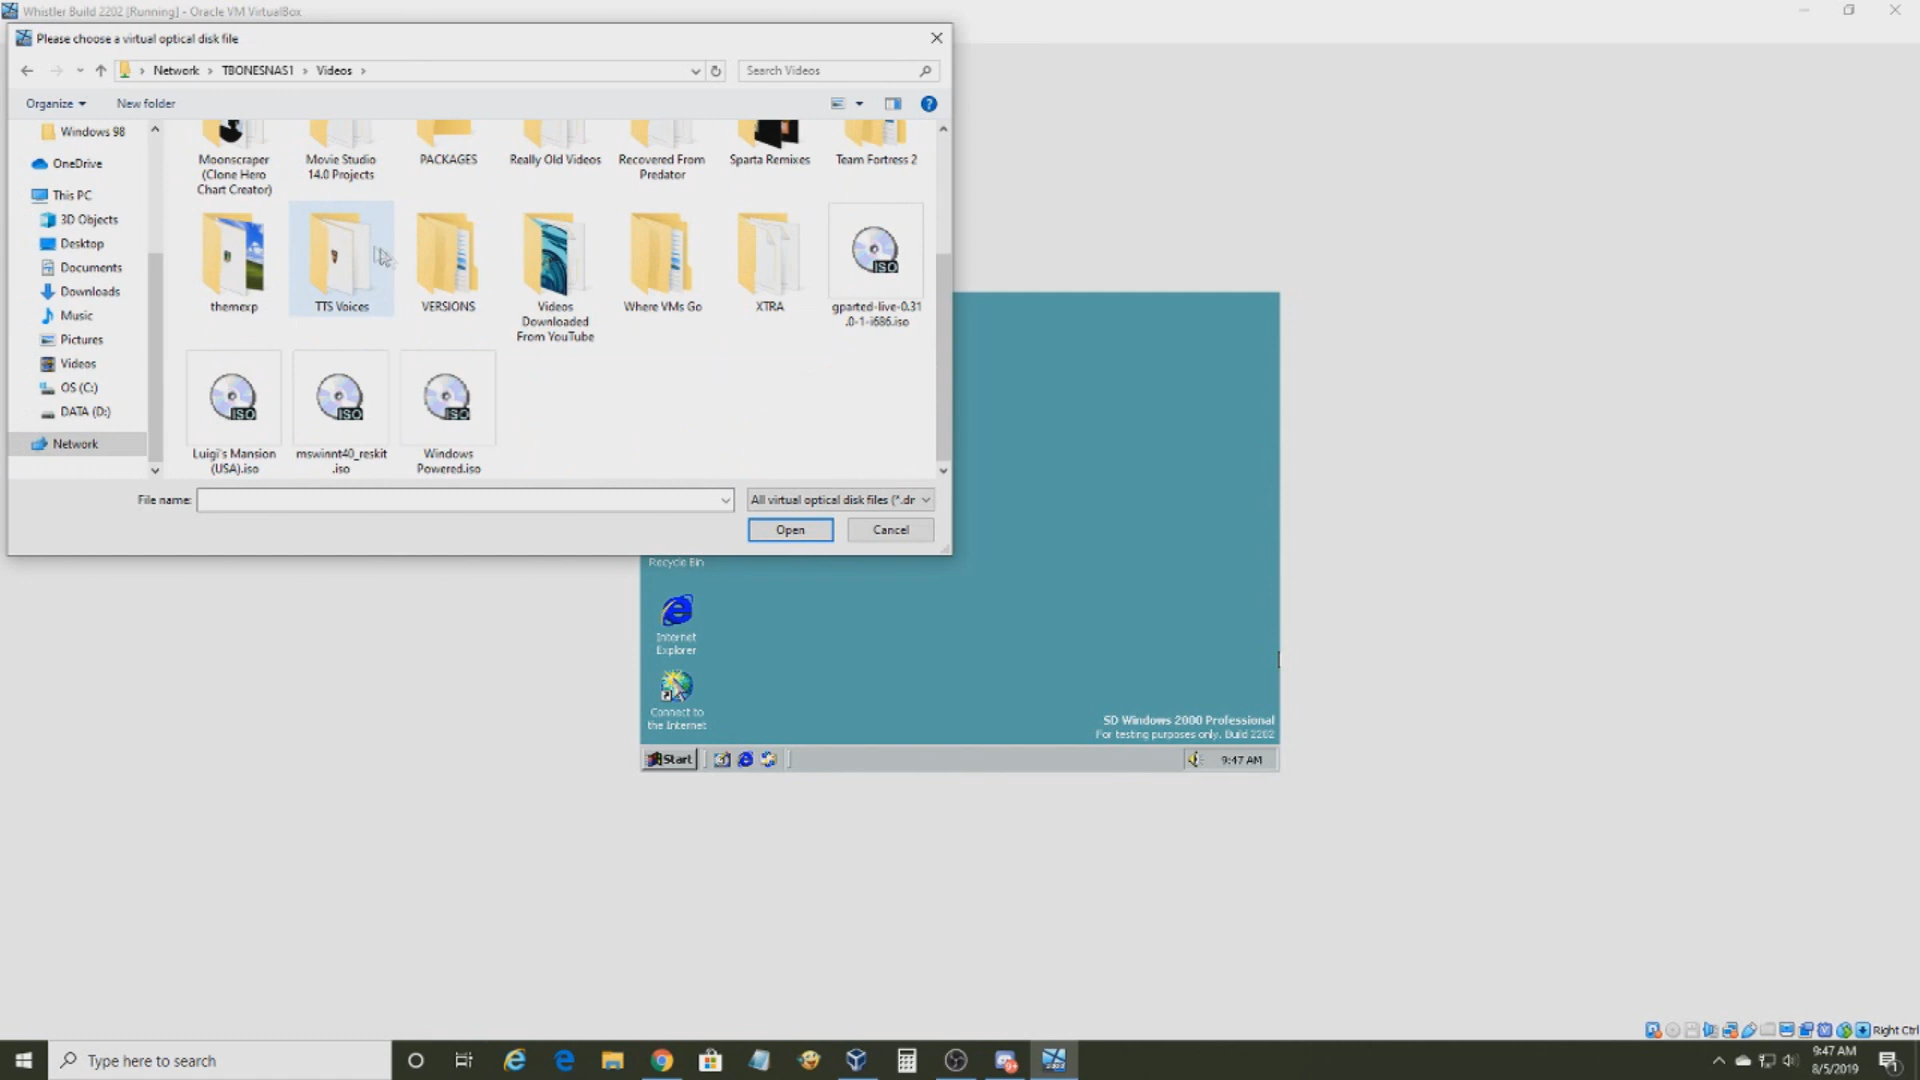 Whistler Build 2202 [Running] - Oracle VM VirtualBox
Please choose a virtual optical disk file
Network
TBONESNAS1
Videos
Search Videos
Organize
New folder
Windows 98
OneDrive
This PC
3D Objects
Desktop
Documents
Downloads
Music
Pictures
Videos
OS (C:)
DATA (D:)
Network
Moonscraper
(Clone Hero
Chart Creator)
Movie Studio
14.0 Projects
PACKAGES
Really Old Videos
Recovered From
Predator
Sparta Remixes
Team Fortress 2
themexp
TTS Voices
VERSIONS
Videos
Downloaded
From YouTube
Where VMs Go
XTRA
ISO
gparted-live-0.31
.0-1-i686.iso
ISO
Luigi's Mansion
(USA).iso
ISO
mswinnt40_reskit
.iso
ISO
Windows
Powered.iso
File name:
All virtual optical disk files (*.dr
Open
Cancel
Recycle Bin
Internet
Explorer
Connect to
the Internet
SD Windows 2000 Professional
For testing purposes only. Build 2202
Start
9:47 AM
Right Ctrl
Type here to search
9:47 AM
8/5/2019